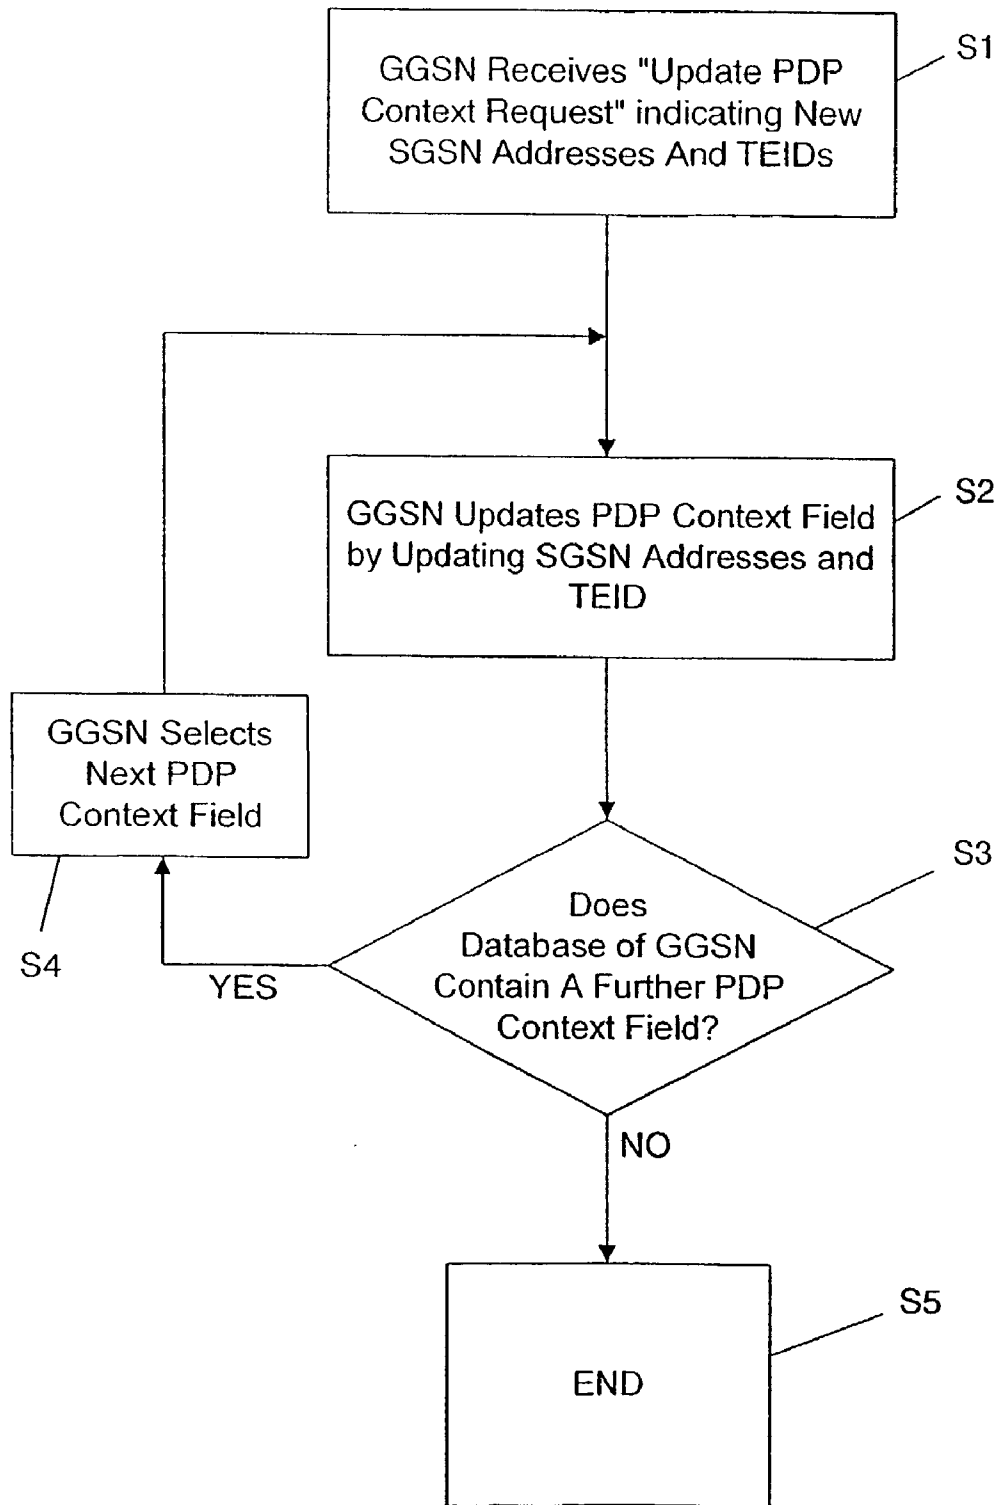 GGSN Receives "Update PDP
Context Request" indicating New
SGSN Addresses And TEIDs
S1
GGSN Updates PDP Context Field
by Updating SGSN Addresses and
TEID
S2
GGSN Selects
Next PDP
Context Field
S4
Does
Database of GGSN
Contain A Further PDP
Context Field?
S3
YES
NO
END
S5